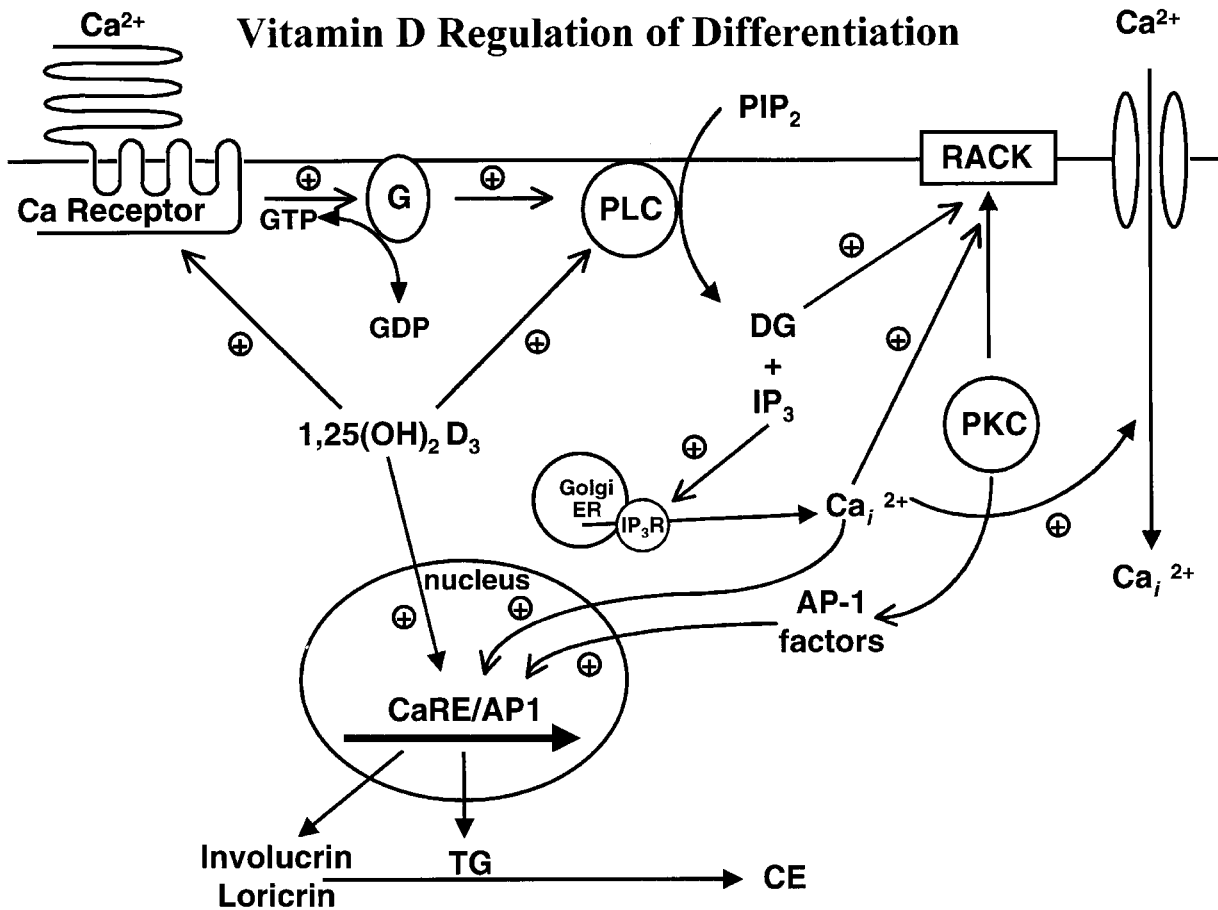 Vitamin D Regulation of Differentiation
Ca²⁺
Ca²⁺
PIP₂
RACK
Ca Receptor
⊕
G
⊕
PLC
GTP
GDP
⊕
⊕
⊕
DG
+
IP₃
⊕
⊕
1,25(OH)₂ D₃
PKC
Golgi
ER
IP₃R
Caᵢ ²⁺
⊕
Caᵢ ²⁺
nucleus
⊕
⊕
AP-1
factors
⊕
CaRE/AP1
Involucrin
Loricrin
TG
CE